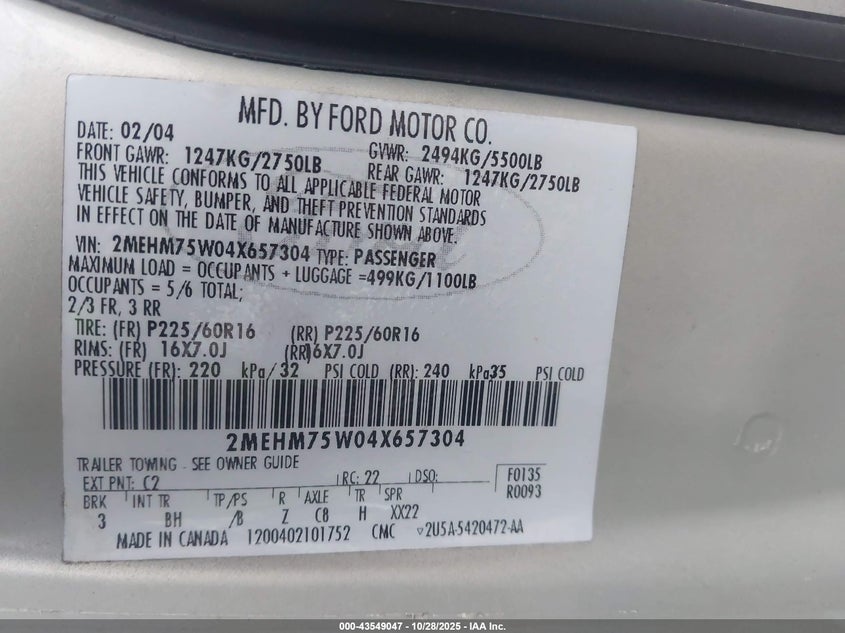 MFD. BY FORD MOTOR CO.
DATE: 02/04 GVWR: 2494KG/5500LB
FRONT GAWR: 1247KG/2750LB REAR GAWR: 1247KG/2750LB
THIS VEHICLE CONFORMS TO ALL APPLICABLE FEDERAL MOTOR
VEHICLE SAFETY, BUMPER, AND THEFT PREVENTION STANDARDS
IN EFFECT ON THE DATE OF MANUFACTURE SHOWN ABOVE.
VIN: 2MEHM75W04X657304 TYPE: PASSENGER
MAXIMUM LOAD = OCCUPANTS + LUGGAGE =499KG/1100LB
OCCUPANTS = 5/6 TOTAL;
2/3 FR, 3 RR
TIRE: (FR) P225/60R16 (RR) P225/60R16
RIMS: (FR) 16X7.0J (RR)16X7.0J
PRESSURE (FR): 220 kPa/32 PSI COLD (RR): 240 kPa35 PSI COLD
2MEHM75W04X657304
TRAILER TOWING - SEE OWNER GUIDE
EXT PNT: C2 RC: 22 DSO: F0135
R0093
BRK INT TR TP/PS R AXLE TR SPR
3 BH /B Z C8 H XX22
MADE IN CANADA 1200402101752 CMC ▽2U5A-5420472-AA
000-43549047 - 10/28/2025 - IAA Inc.